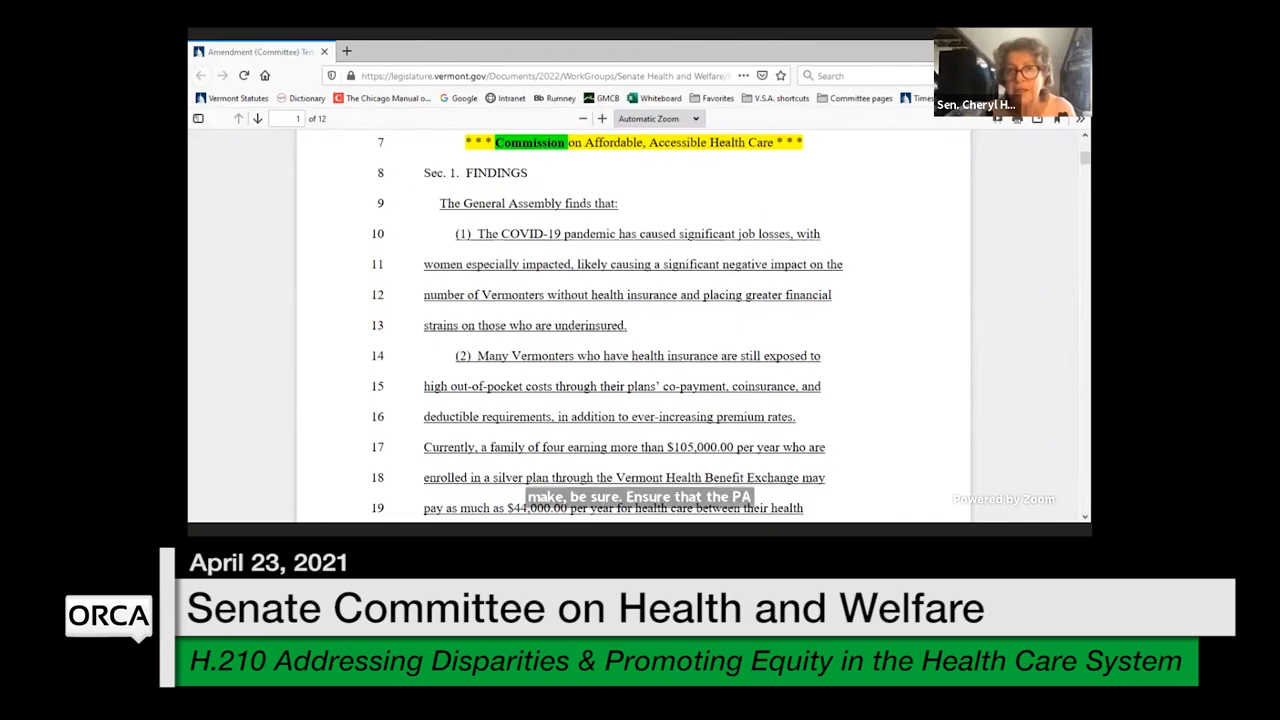 Amendment (Committee) Ten
https://legislature.vermont.gov/Documents/2022/WorkGroups/Senate Health and Welfare/
Search
Vermont Statutes
Dictionary
The Chicago Manual o...
Google
Intranet
Bb Rumney
GMCB
Whiteboard
Favorites
V.S.A. shortcuts
Committee pages
Times
1 of 12
Automatic Zoom
Sen. Cheryl H...
7 * * * Commission on Affordable, Accessible Health Care * * *
8 Sec. 1. FINDINGS
9 The General Assembly finds that:
10 (1) The COVID-19 pandemic has caused significant job losses, with
11 women especially impacted, likely causing a significant negative impact on the
12 number of Vermonters without health insurance and placing greater financial
13 strains on those who are underinsured.
14 (2) Many Vermonters who have health insurance are still exposed to
15 high out-of-pocket costs through their plans' co-payment, coinsurance, and
16 deductible requirements, in addition to ever-increasing premium rates.
17 Currently, a family of four earning more than $105,000.00 per year who are
18 enrolled in a silver plan through the Vermont Health Benefit Exchange may
make, be sure. Ensure that the PA
19 pay as much as $44,000.00 per year for health care between their health
Powered by Zoom
April 23, 2021
ORCA
Senate Committee on Health and Welfare
H.210 Addressing Disparities & Promoting Equity in the Health Care System